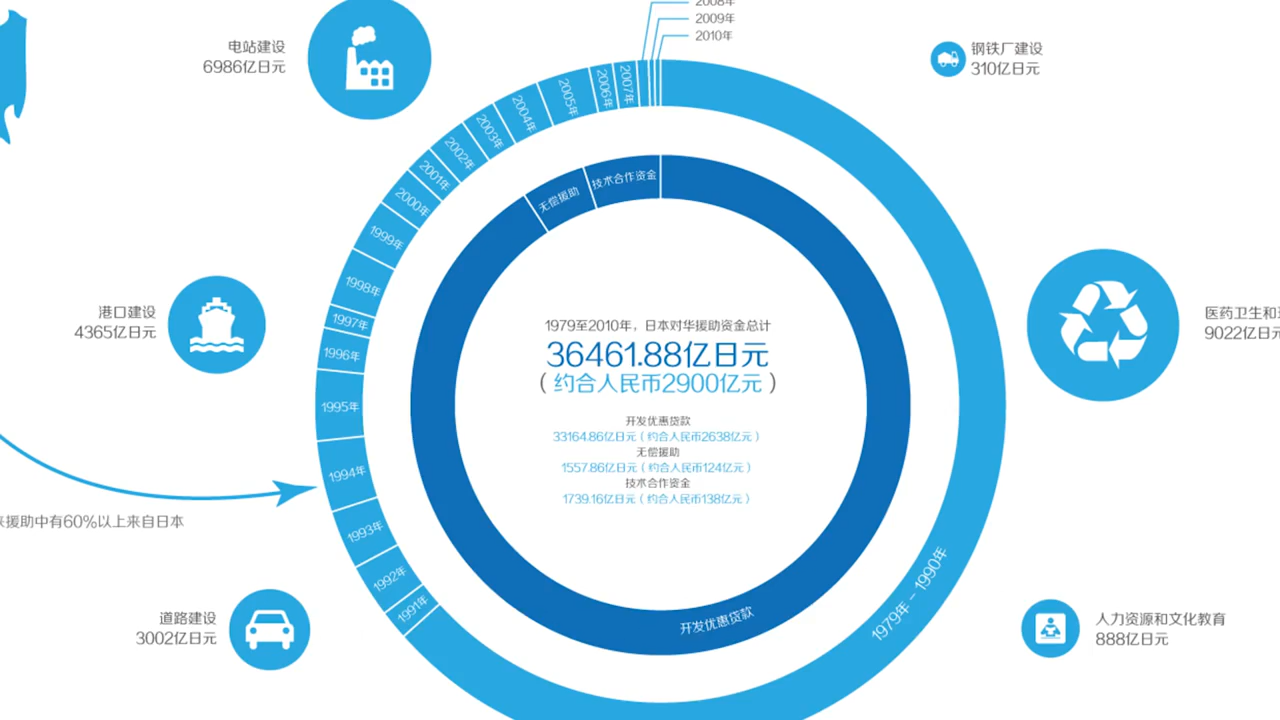 2008年
2009年
2010年
电站建设
6986亿日元
钢铁厂建设
310亿日元
2007年
2006年
2005年
2004年
2003年
2002年
2001年
2000年
1999年
1998年
1997年
1996年
1995年
1994年
1993年
1992年
1991年
1979年 – 1990年
无偿援助
技术合作资金
开发优惠贷款
港口建设
4365亿日元
1979至2010年，日本对华援助资金总计
36461.88亿日元
（约合人民币2900亿元）
开发优惠贷款
33164.86亿日元（约合人民币2638亿元）
无偿援助
1557.86亿日元（约合人民币124亿元）
技术合作资金
1739.16亿日元（约合人民币138亿元）
医药卫生和
9022亿日元
来援助中有60%以上来自日本
道路建设
3002亿日元
人力资源和文化教育
888亿日元